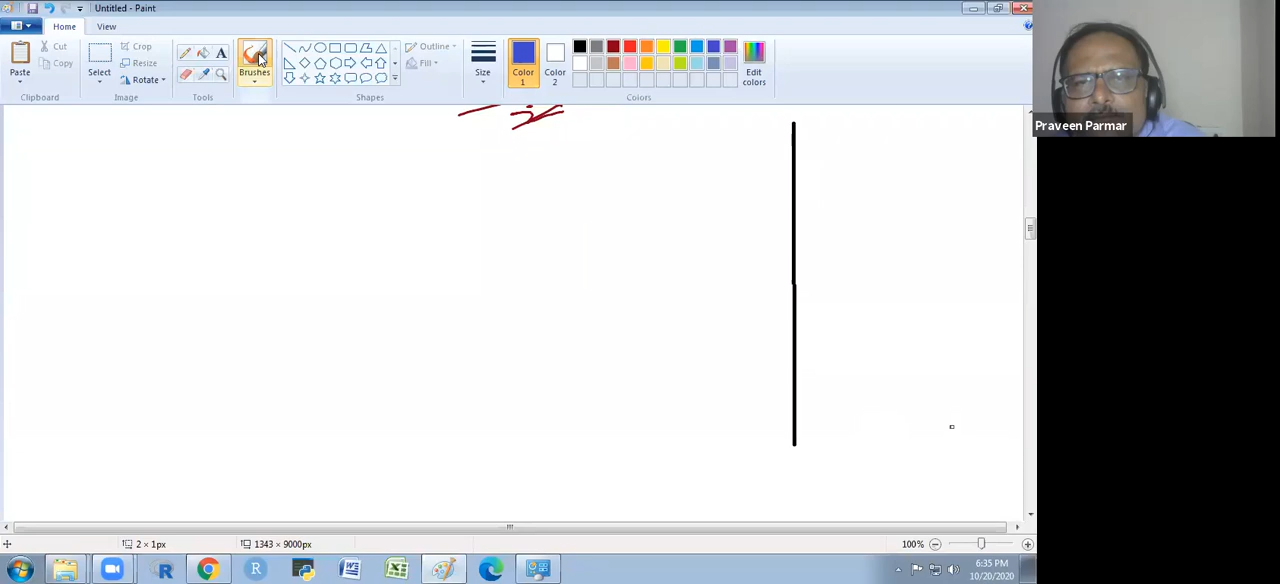 Untitled - Paint
Home
View
Paste
Cut
Copy
Clipboard
Select
Crop
Resize
Rotate
Image
A
Tools
Brushes
Outline
Fill
Shapes
Size
Color
1
Color
2
Edit
colors
Colors
Praveen Parmar
2 × 1px
1343 × 9000px
100%
R
R
W
X
6:35 PM
10/20/2020